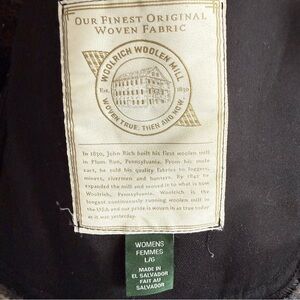 OUR FINEST ORIGINAL
WOVEN FABRIC
WOOLRICH WOOLEN MILL
EST. 1830
WOVEN TRUE, THEN AND NOW.
In 1830, John Rich built his first woolen mill
in Plum Run, Pennsylvania. From his mule
cart, he sold his quality fabrics to loggers,
miners, rivermen and hunters. By 1845 he
expanded the mill and moved it to what is now
Woolrich, Pennsylvania. Woolrich is the
longest continuously running woolen mill in
the USA and our pride in woven is as true today
as it was yesterday.
WOMENS
FEMMES
L/G
MADE IN
EL SALVADOR
FAIT AU
SALVADOR